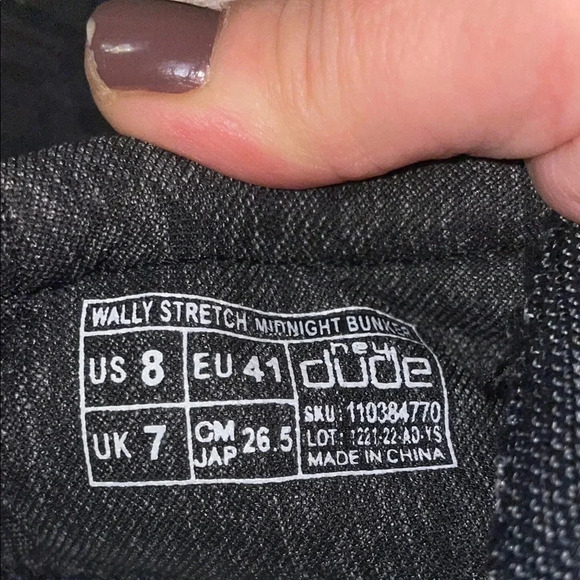 WALLY STRETCH MIDNIGHT BUNKER
US 8 EU 41
hey
dude
UK 7 CM
JAP 26.5
SKU: 110384770
LOT: 1221-22-AD-YS
MADE IN CHINA